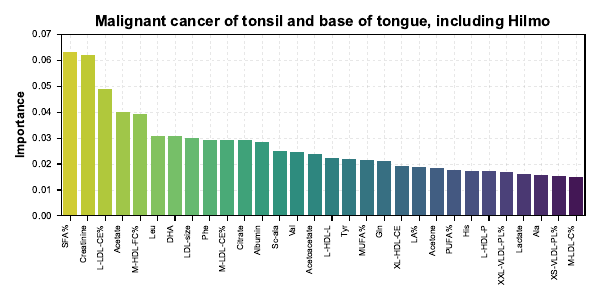 Malignant cancer of tonsil and base of tongue, including Hilmo
Importance
0.07
0.06
0.05
0.04
0.03
0.02
0.01
0.00
SFA%
Creatinine
L-LDL-CE%
Acetate
M-HDL-FC%
Leu
DHA
LDL-size
Phe
M-LDL-CE%
Citrate
Albumin
So-ala
Val
Acetoacetate
L-HDL-L
Tyr
MUFA%
Gln
XL-HDL-CE
LA%
Acetone
PUFA%
His
L-HDL-P
XXL-VLDL-PL%
Lactate
Ala
XS-VLDL-PL%
M-LDL-C%